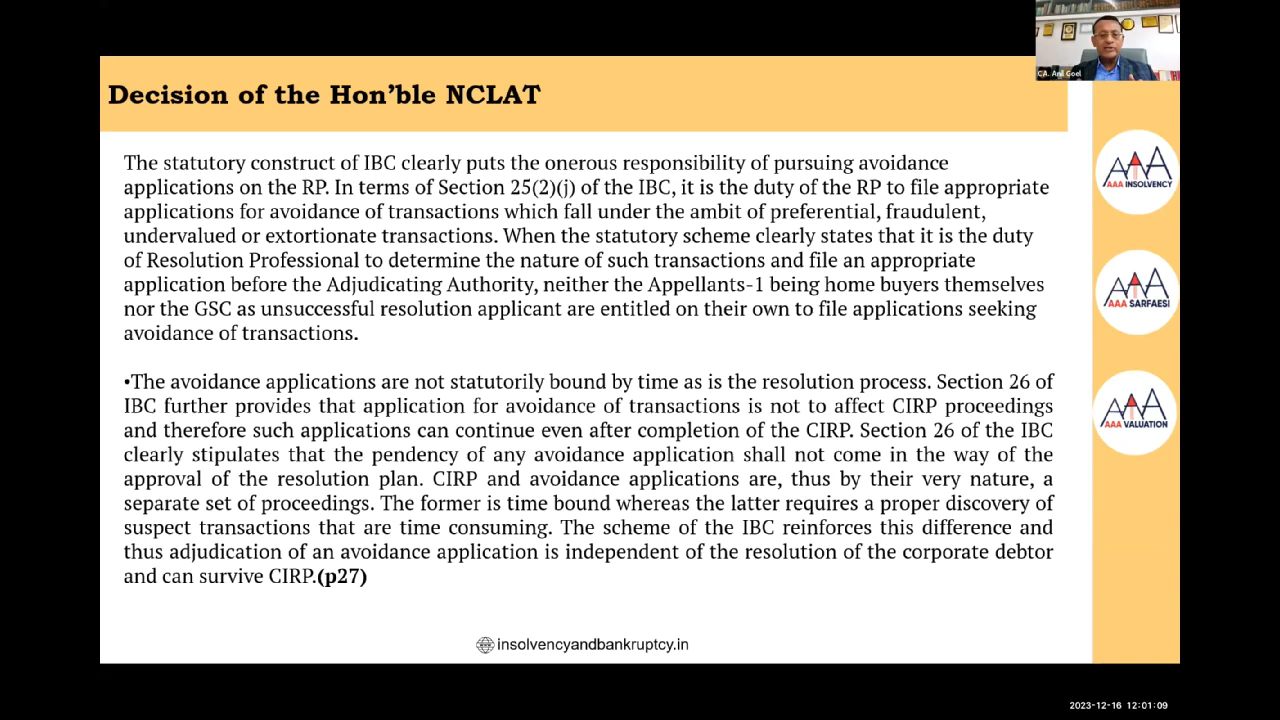 C.A. Anil Goel
Decision of the Hon’ble NCLAT
The statutory construct of IBC clearly puts the onerous responsibility of pursuing avoidance
applications on the RP. In terms of Section 25(2)(j) of the IBC, it is the duty of the RP to file appropriate
applications for avoidance of transactions which fall under the ambit of preferential, fraudulent,
undervalued or extortionate transactions. When the statutory scheme clearly states that it is the duty
of Resolution Professional to determine the nature of such transactions and file an appropriate
application before the Adjudicating Authority, neither the Appellants-1 being home buyers themselves
nor the GSC as unsuccessful resolution applicant are entitled on their own to file applications seeking
avoidance of transactions.
•The avoidance applications are not statutorily bound by time as is the resolution process. Section 26 of
IBC further provides that application for avoidance of transactions is not to affect CIRP proceedings
and therefore such applications can continue even after completion of the CIRP. Section 26 of the IBC
clearly stipulates that the pendency of any avoidance application shall not come in the way of the
approval of the resolution plan. CIRP and avoidance applications are, thus by their very nature, a
separate set of proceedings. The former is time bound whereas the latter requires a proper discovery of
suspect transactions that are time consuming. The scheme of the IBC reinforces this difference and
thus adjudication of an avoidance application is independent of the resolution of the corporate debtor
and can survive CIRP.(p27)
insolvencyandbankruptcy.in
AAA
AAA INSOLVENCY
AAA
AAA SARFAESI
AAA
AAA VALUATION
2023-12-16 12:01:09